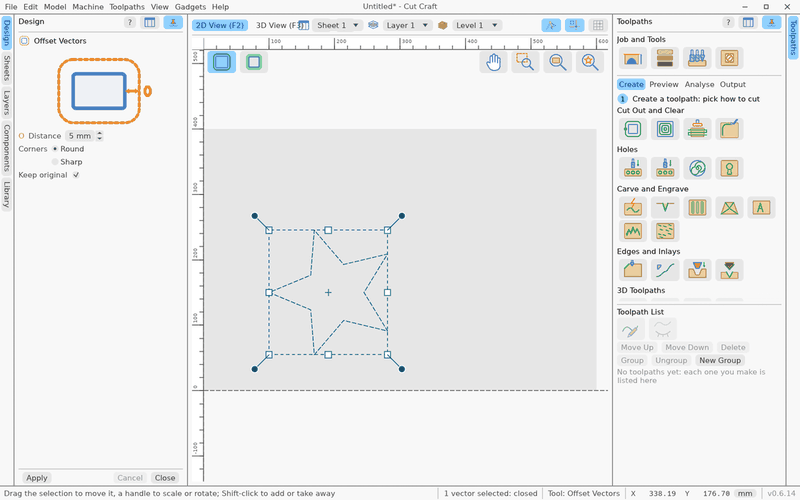 Untitled* - Cut Craft
File Edit Model Machine Toolpaths View Gadgets Help
Design
?
Offset Vectors
Distance 5 mm
Corners Round
Sharp
Keep original
Apply Cancel Close
Design
Sheets
Layers
Components
Library
2D View (F2) 3D View (F3) Sheet 1 Layer 1 Level 1
100 200 300 400 500 600
500
400
300
200
100
0
-100
Toolpaths
?
Job and Tools
Create Preview Analyse Output
1 Create a toolpath: pick how to cut
Cut Out and Clear
Holes
Carve and Engrave
Edges and Inlays
3D Toolpaths
Toolpath List
Move Up Move Down Delete
Group Ungroup New Group
No toolpaths yet: each one you make is
listed here
Toolpaths
Drag the selection to move it, a handle to scale or rotate; Shift-click to add or take away
1 vector selected: closed Tool: Offset Vectors X 338.19 Y 176.70 mm v0.6.14